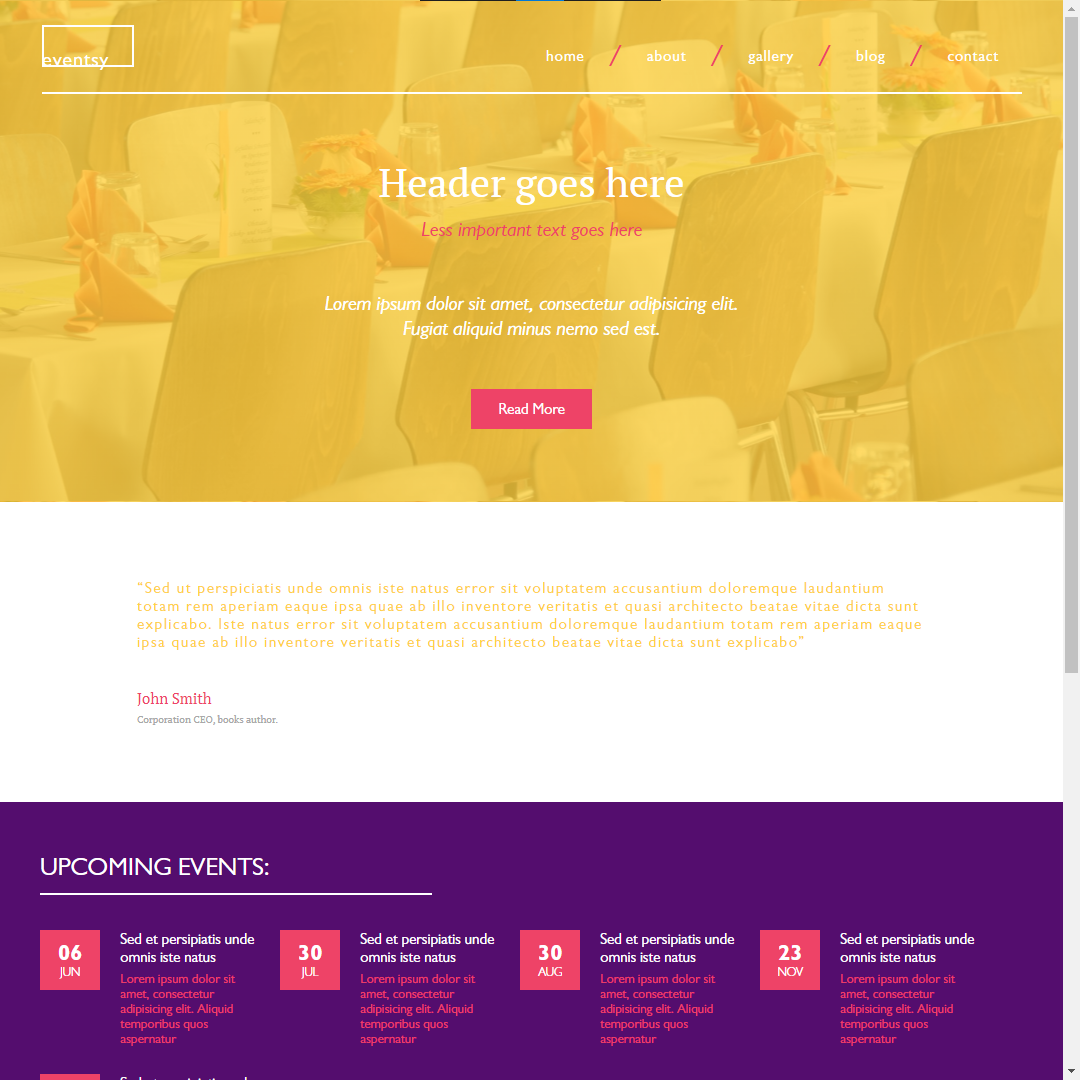 eventsy
home / about / gallery / blog / contact
Header goes here
Less important text goes here
Lorem ipsum dolor sit amet, consectetur adipisicing elit.
Fugiat aliquid minus nemo sed est.
Read More
“Sed ut perspiciatis unde omnis iste natus error sit voluptatem accusantium doloremque laudantium
totam rem aperiam eaque ipsa quae ab illo inventore veritatis et quasi architecto beatae vitae dicta sunt
explicabo. Iste natus error sit voluptatem accusantium doloremque laudantium totam rem aperiam eaque
ipsa quae ab illo inventore veritatis et quasi architecto beatae vitae dicta sunt explicabo”
John Smith
Corporation CEO, books author.
UPCOMING EVENTS:
06
JUN
Sed et persipiatis unde
omnis iste natus
Lorem ipsum dolor sit
amet, consectetur
adipisicing elit. Aliquid
temporibus quos
aspernatur
30
JUL
Sed et persipiatis unde
omnis iste natus
Lorem ipsum dolor sit
amet, consectetur
adipisicing elit. Aliquid
temporibus quos
aspernatur
30
AUG
Sed et persipiatis unde
omnis iste natus
Lorem ipsum dolor sit
amet, consectetur
adipisicing elit. Aliquid
temporibus quos
aspernatur
23
NOV
Sed et persipiatis unde
omnis iste natus
Lorem ipsum dolor sit
amet, consectetur
adipisicing elit. Aliquid
temporibus quos
aspernatur